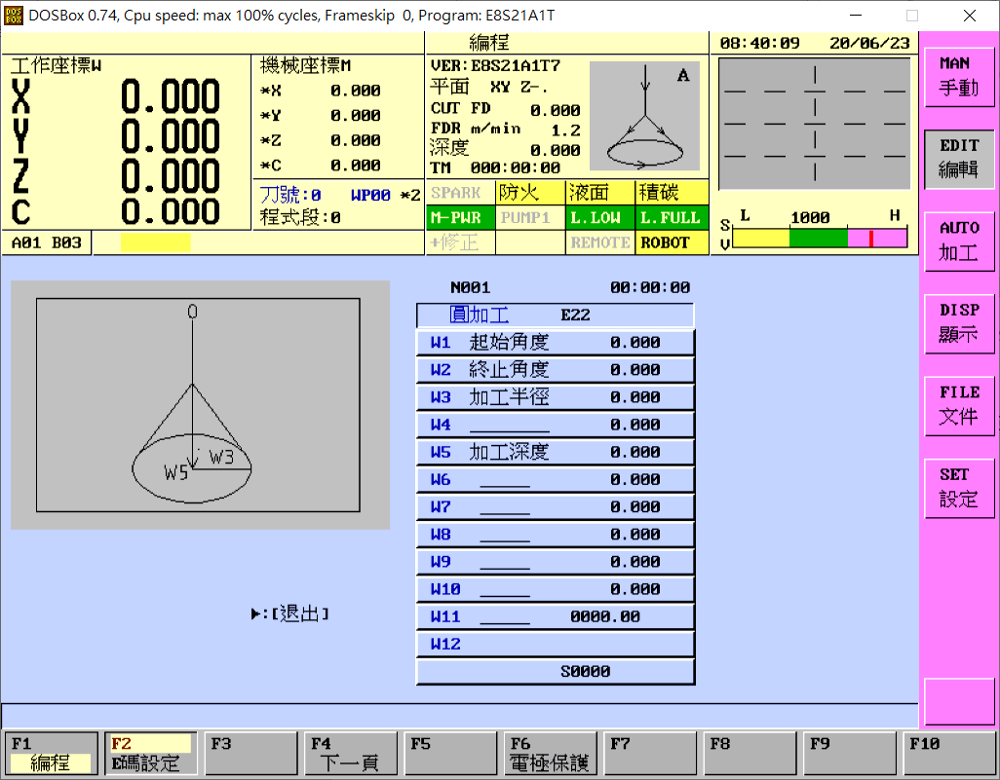 DOSBox 0.74, Cpu speed: max 100% cycles, Frameskip  0, Program: E8S21A1T
編程
08:40:09 20/06/23
工作座標W
X 0.000
Y 0.000
Z 0.000
C 0.000
A01 B03
機械座標M
*X 0.000
*Y 0.000
*Z 0.000
*C 0.000
刀號:0 WP00 *2
程式段:0
VER:E8S21A1T7
平面 XY Z-.
CUT FD 0.000
FDR m/min 1.2
深度 0.000
TM 000:00:00
A
SPARK 防火 液面 積碳
M-PWR PUMP1 L.LOW L.FULL
+修正 REMOTE ROBOT
L 1000 H
S
V
MAN
手動
EDIT
編輯
AUTO
加工
DISP
顯示
FILE
文件
SET
設定
O
W3
W5
►:[退出]
N001 00:00:00
圓加工 E22
W1 起始角度 0.000
W2 終止角度 0.000
W3 加工半徑 0.000
W4 ________ 0.000
W5 加工深度 0.000
W6 _____ 0.000
W7 _____ 0.000
W8 _____ 0.000
W9 _____ 0.000
W10 _____ 0.000
W11 _____ 0000.00
W12
S0000
F1
編程
F2
E碼設定
F3
F4
下一頁
F5
F6
電極保護
F7
F8
F9
F10